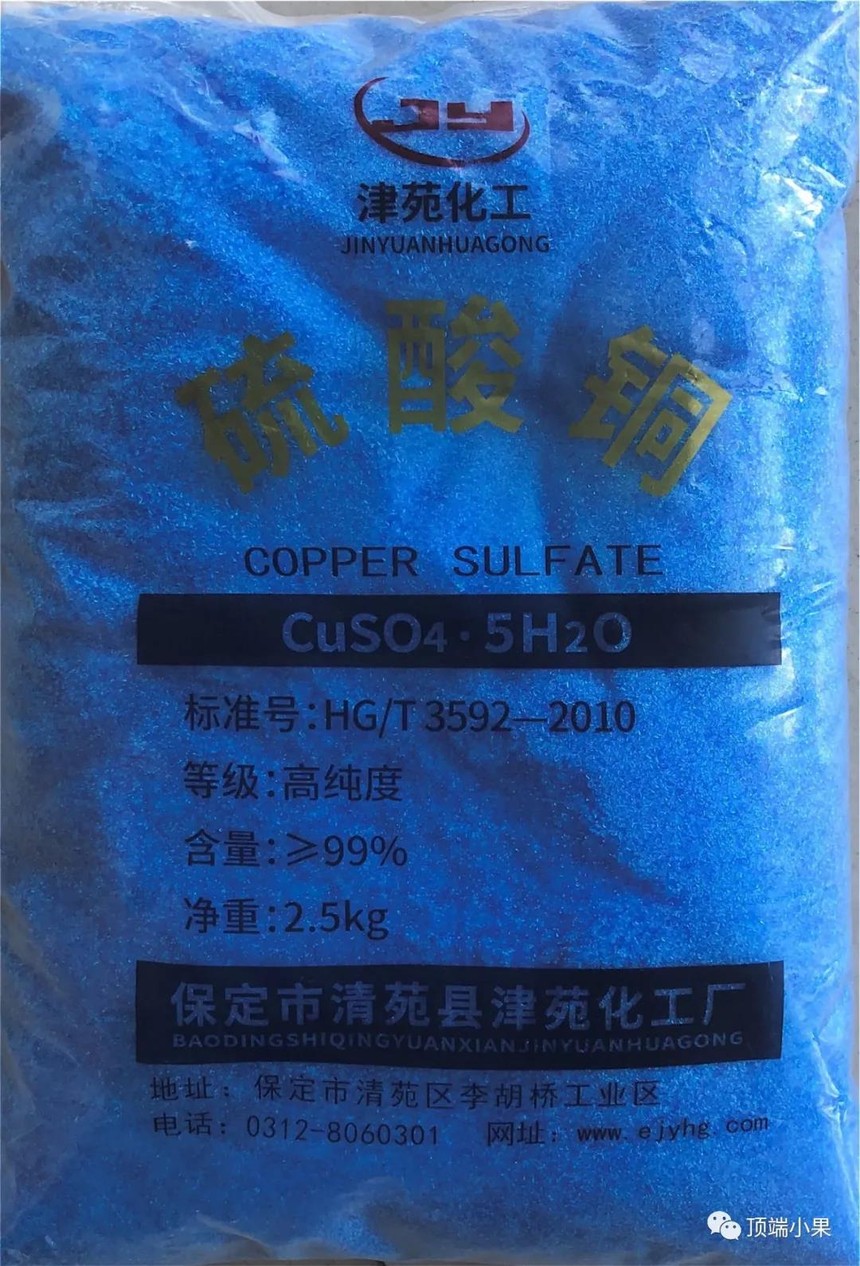 JY
津苑化工
JINYUANHUAGONG
硫酸铜
COPPER SULFATE
CuSO4·5H2O
标准号:HG/T 3592—2010
等级:高纯度
含量:≥99%
净重:2.5kg
保定市清苑县津苑化工厂
BAODINGSHIQINGYUANXIANJINYUANHUAGONG
地址: 保定市清苑区李胡桥工业区
电话: 0312-8060301 网址: www.ejyhg.com
顶端小果